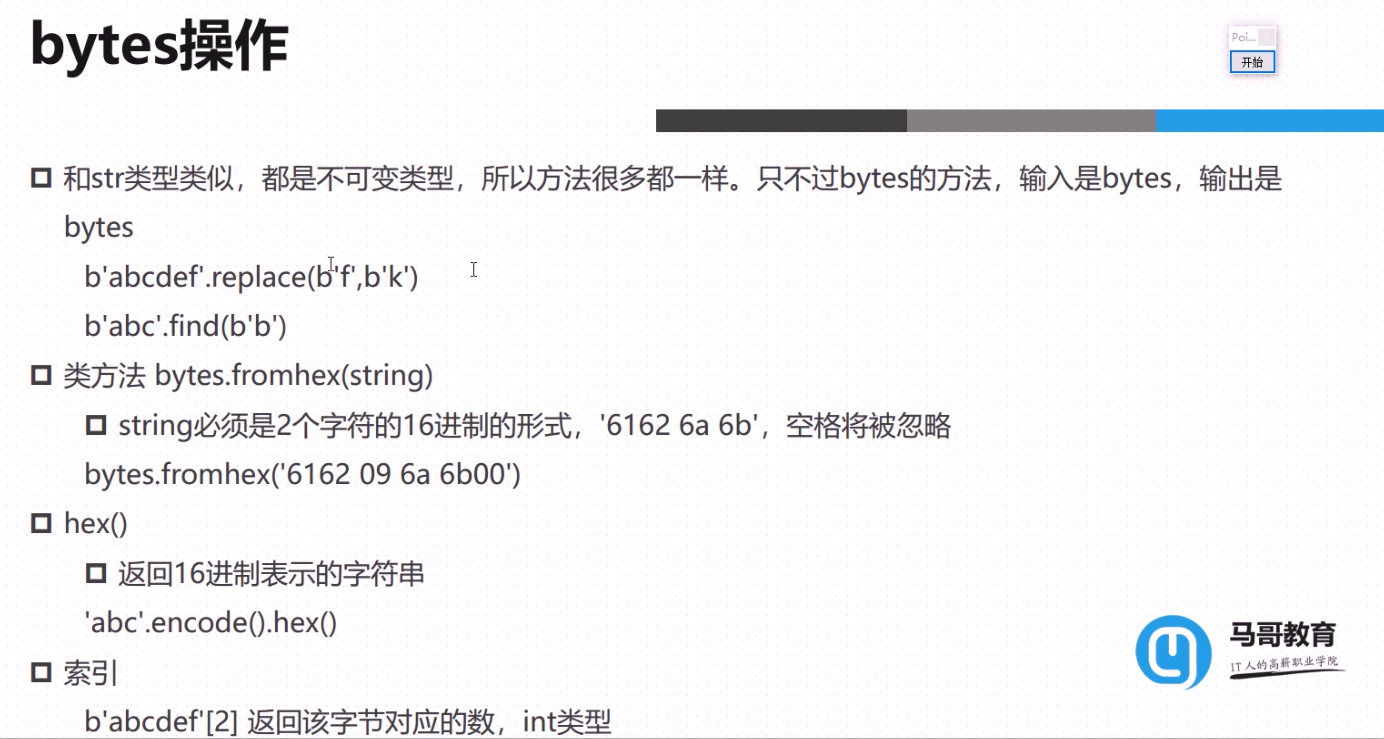 bytes操作
Poi...
开始
和str类型类似，都是不可变类型，所以方法很多都一样。只不过bytes的方法，输入是bytes，输出是
bytes
b'abcdef'.replace(b'f',b'k')
b'abc'.find(b'b')
类方法 bytes.fromhex(string)
string必须是2个字符的16进制的形式，'6162 6a 6b'，空格将被忽略
bytes.fromhex('6162 09 6a 6b00')
hex()
返回16进制表示的字符串
'abc'.encode().hex()
索引
b'abcdef'[2] 返回该字节对应的数，int类型
马哥教育
IT人的高薪职业学院